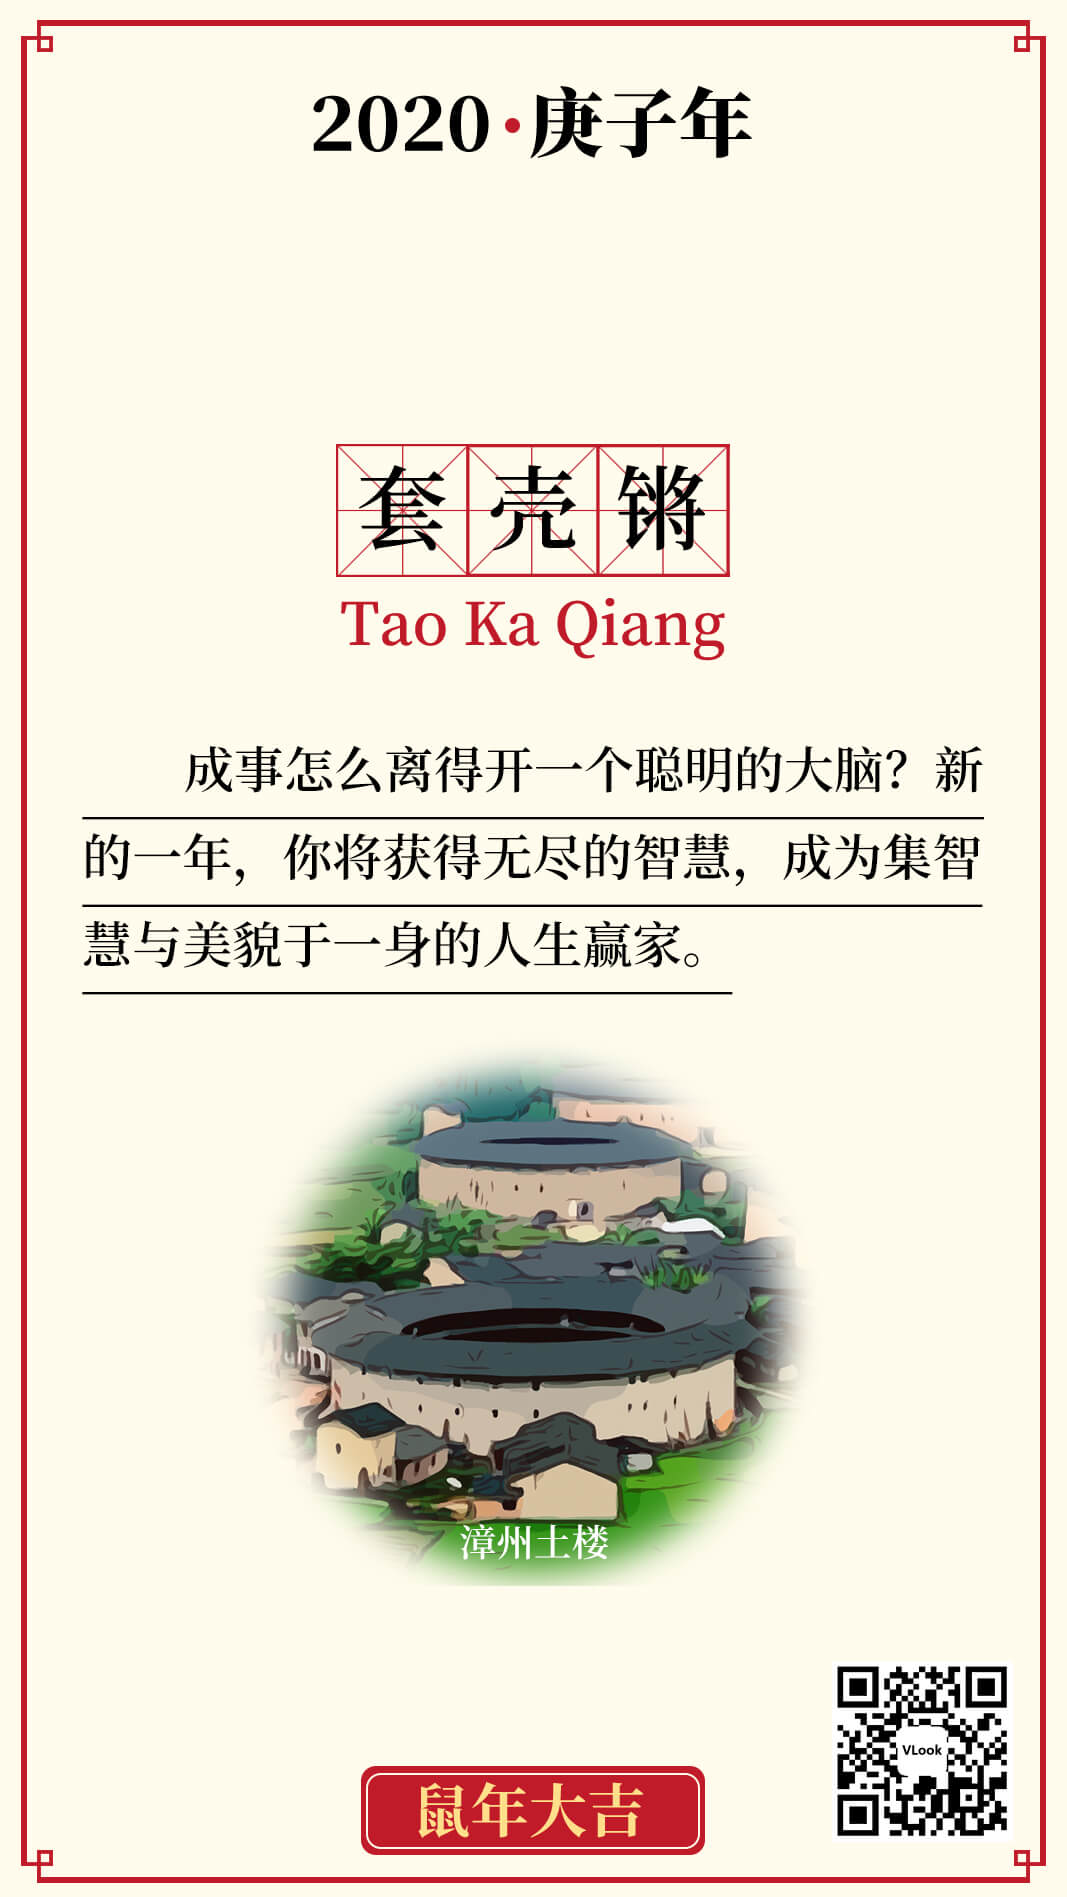 2020·庚子年
套壳锵
Tao Ka Qiang
成事怎么离得开一个聪明的大脑？新
的一年，你将获得无尽的智慧，成为集智
慧与美貌于一身的人生赢家。
漳州土楼
VLook
鼠年大吉